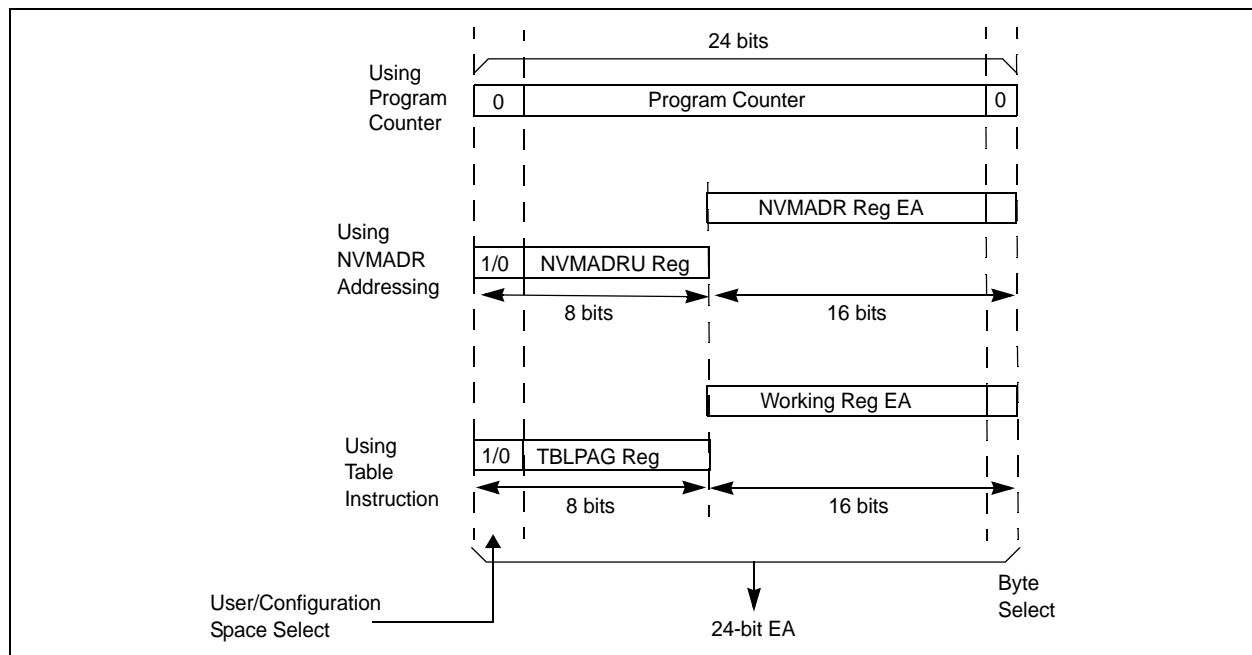 24 bits
Using
Program
Counter
0
Program Counter
0
NVMADR Reg EA
Using
NVMADR
Addressing
1/0
NVMADRU Reg
8 bits
16 bits
Working Reg EA
Using
Table
Instruction
1/0
TBLPAG Reg
8 bits
16 bits
User/Configuration
Space Select
24-bit EA
Byte
Select